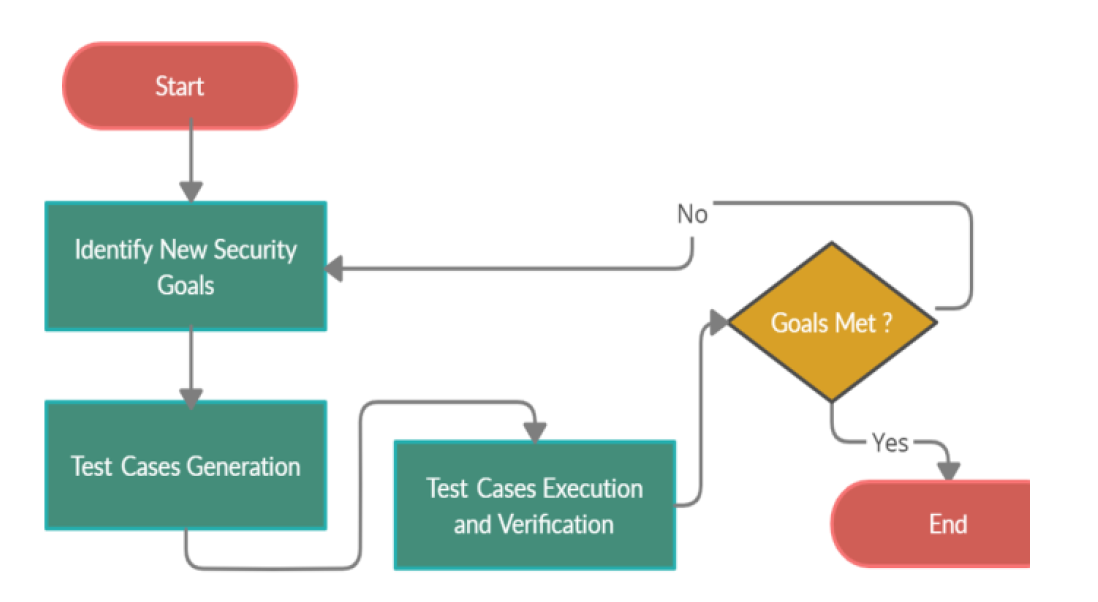 Start
Identify New Security
Goals
No
Goals Met ?
Test Cases Generation
Test Cases Execution
and Verification
Yes
End